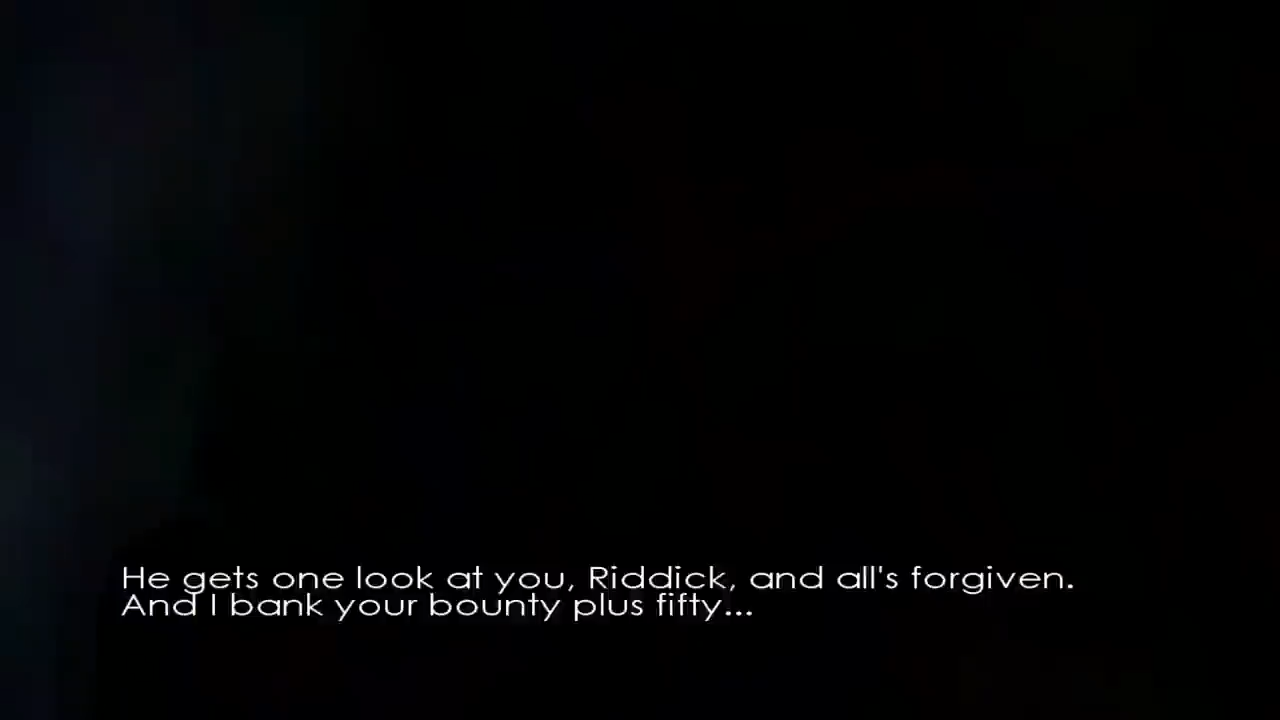 He gets one look at you, Riddick, and all's forgiven.
And I bank your bounty plus fifty...